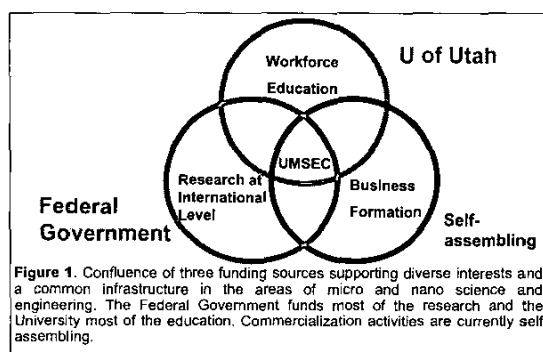 Workforce
Education
U of Utah
UMSEC
Research at
International
Level
Business
Formation
Federal
Government
Self-
assembling
Figure 1. Confluence of three funding sources supporting diverse interests and
a common infrastructure in the areas of micro and nano science and
engineering. The Federal Government funds most of the research and the
University most of the education. Commercialization activities are currently self
assembling.